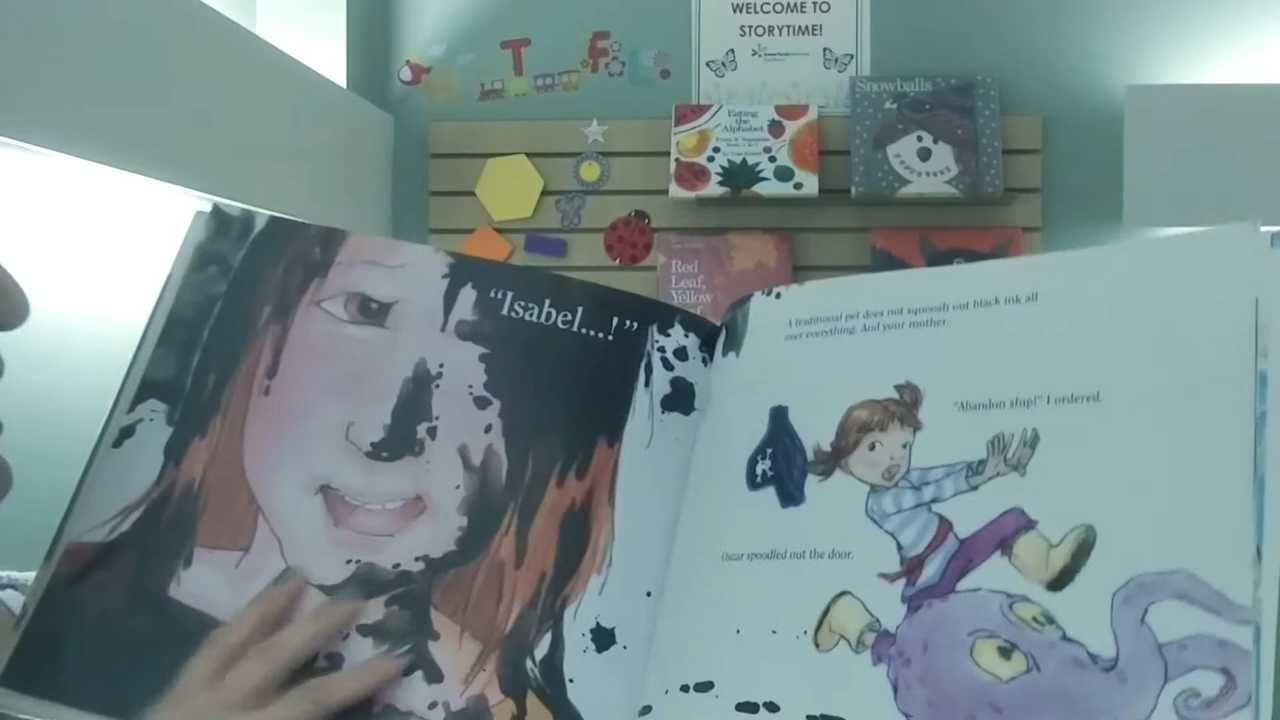 WELCOME TO
STORYTIME!
T F L
Snowballs
Eating
the
Alphabet
Red
Leaf,
Yellow
"Isabel...!"
A traditional pet does not squoosh out black ink all
over everything. And your mother.
"Abandon ship!" I ordered.
Oscar spoodled out the door.